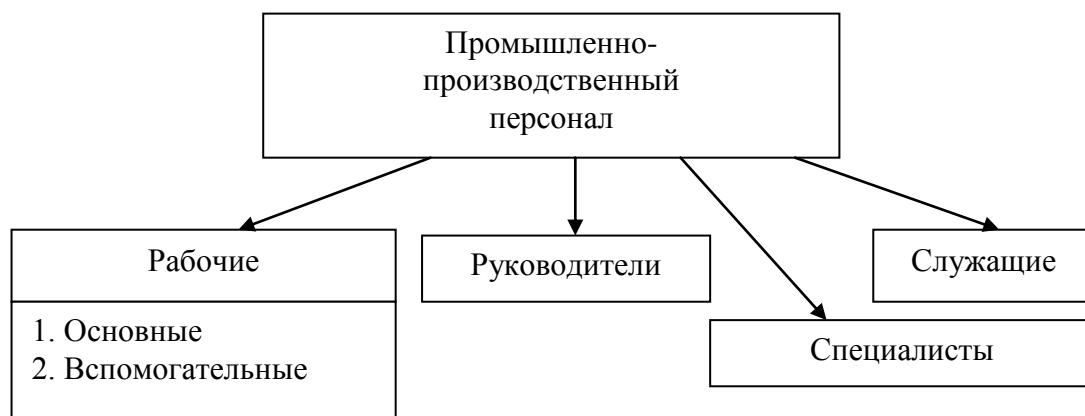 Промышленно-
производственный
персонал
Рабочие
Руководители
Служащие
1. Основные
2. Вспомогательные
Специалисты